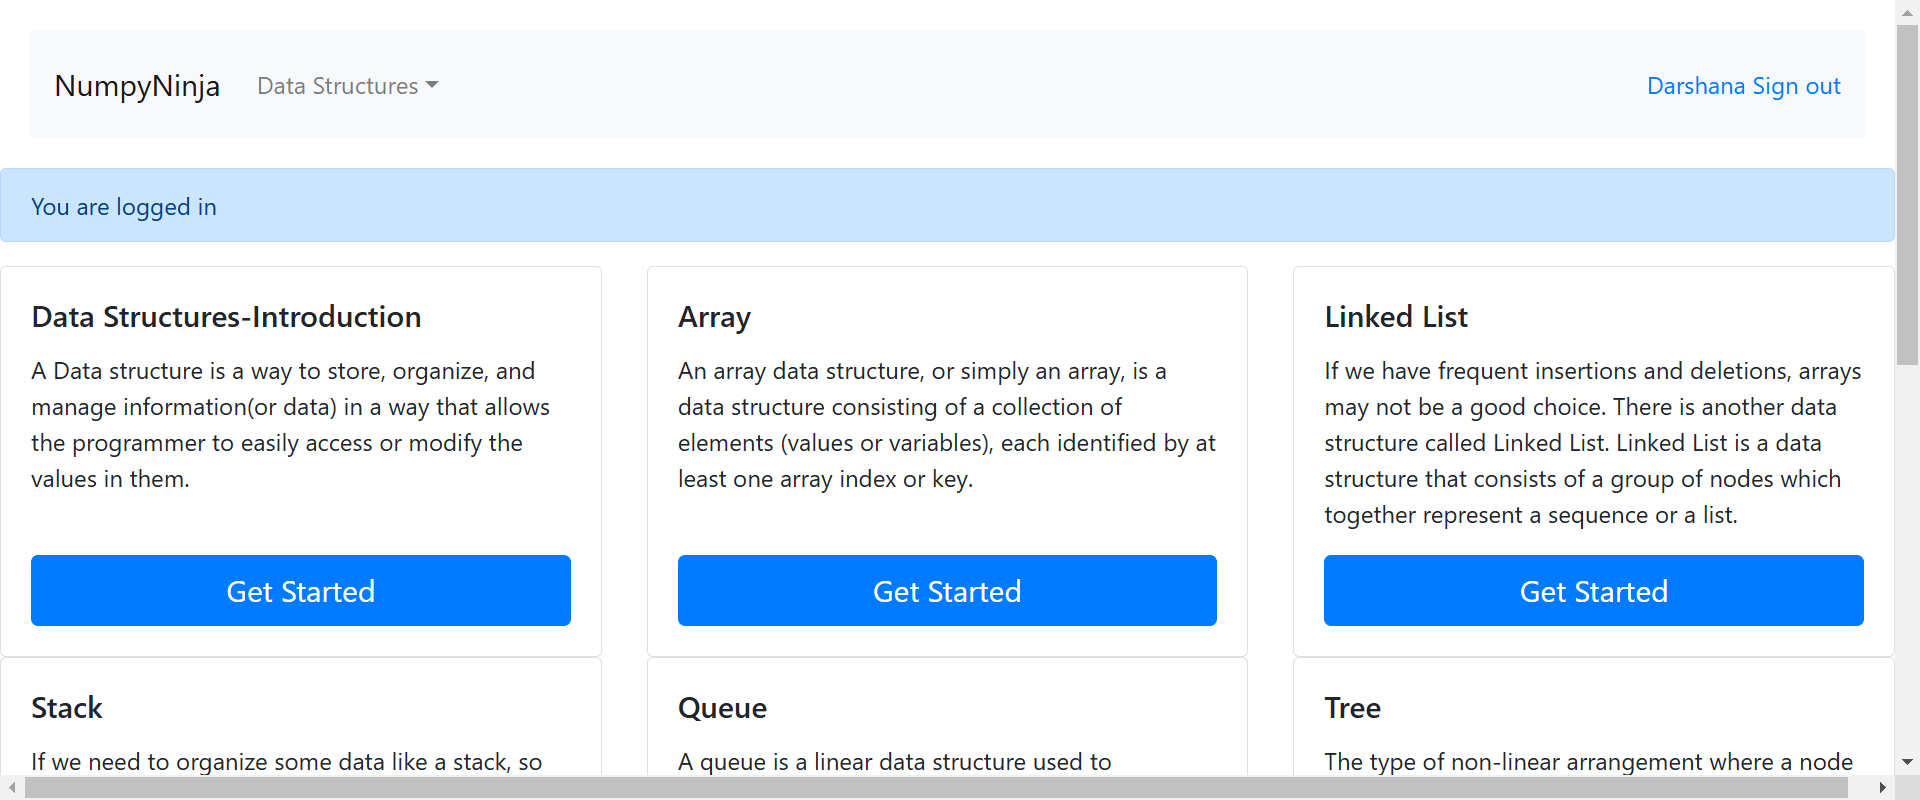 NumpyNinja
Data Structures
Darshana Sign out
You are logged in
Data Structures-Introduction
A Data structure is a way to store, organize, and
manage information(or data) in a way that allows
the programmer to easily access or modify the
values in them.
Get Started
Array
An array data structure, or simply an array, is a
data structure consisting of a collection of
elements (values or variables), each identified by at
least one array index or key.
Get Started
Linked List
If we have frequent insertions and deletions, arrays
may not be a good choice. There is another data
structure called Linked List. Linked List is a data
structure that consists of a group of nodes which
together represent a sequence or a list.
Get Started
Stack
If we need to organize some data like a stack, so
Queue
A queue is a linear data structure used to
Tree
The type of non-linear arrangement where a node